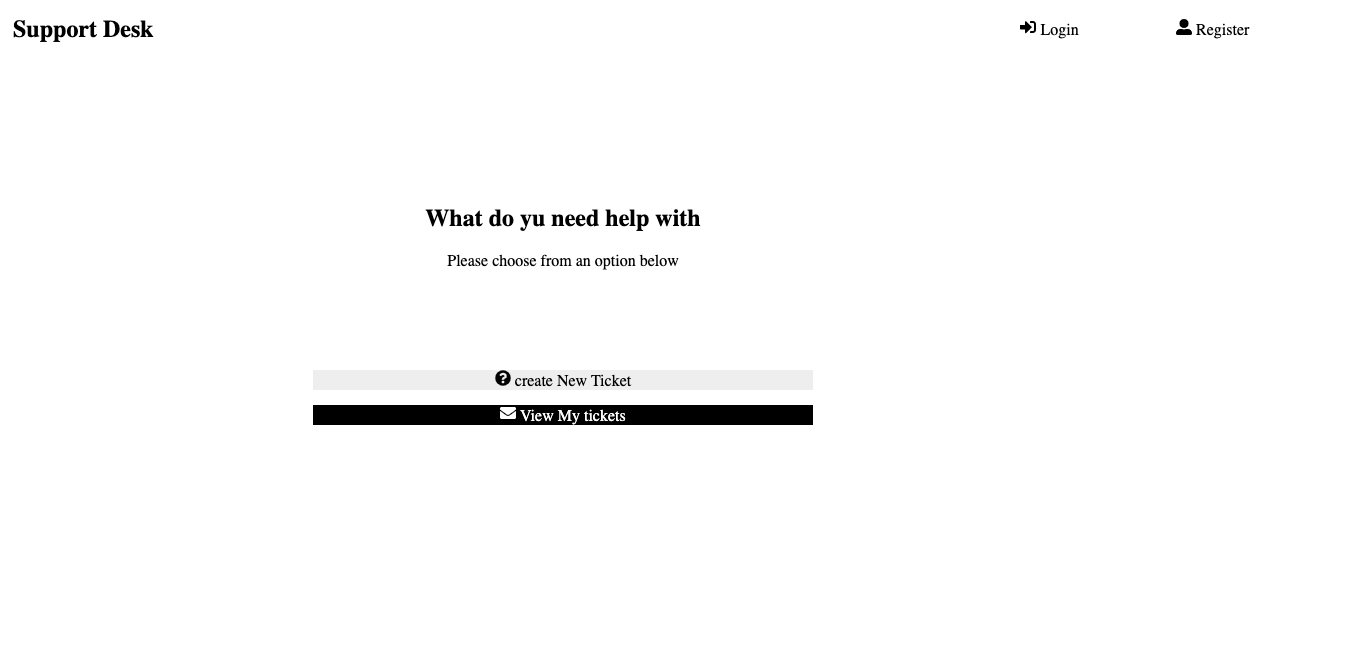 Support Desk
Login
Register
What do yu need help with
Please choose from an option below
create New Ticket
View My tickets